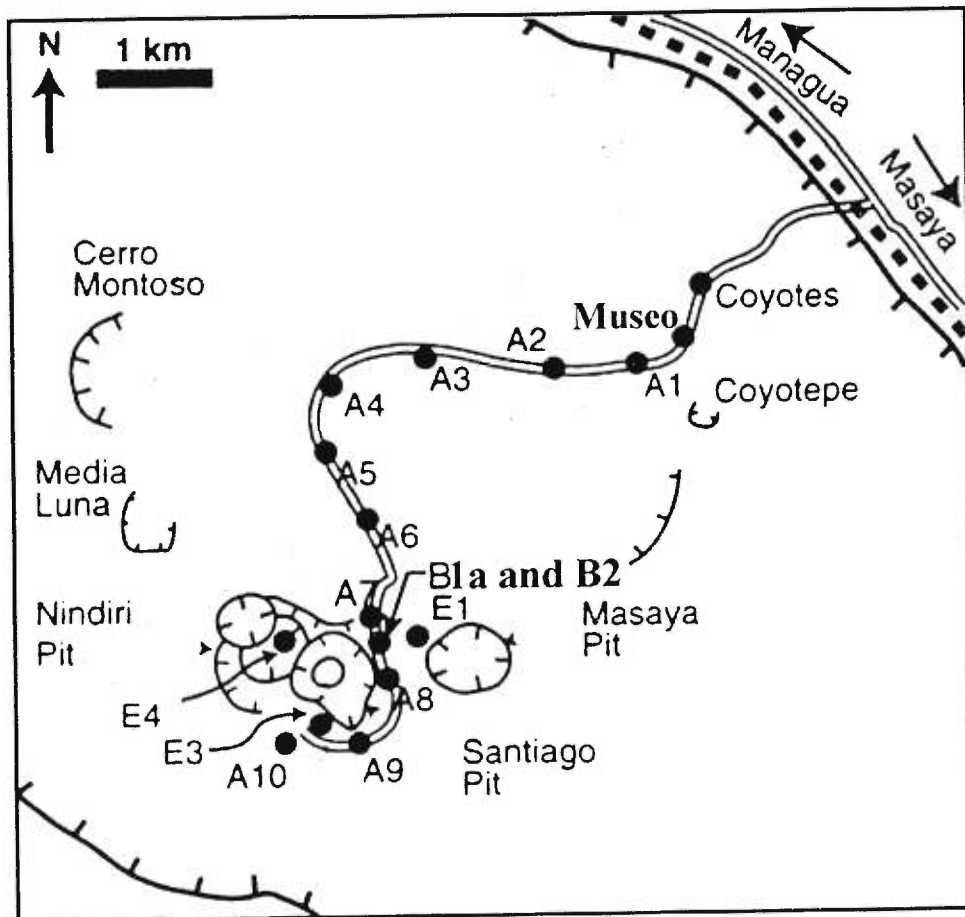 N
1 km
Managua
Masaya
Cerro
Montoso
Coyotes
Museo
A2
A3
A1
A4
Coyotepe
A5
Media
Luna
A6
B1a and B2
A7
E1
Nindiri
Pit
Masaya
Pit
A8
E4
E3
A10
A9
Santiago
Pit